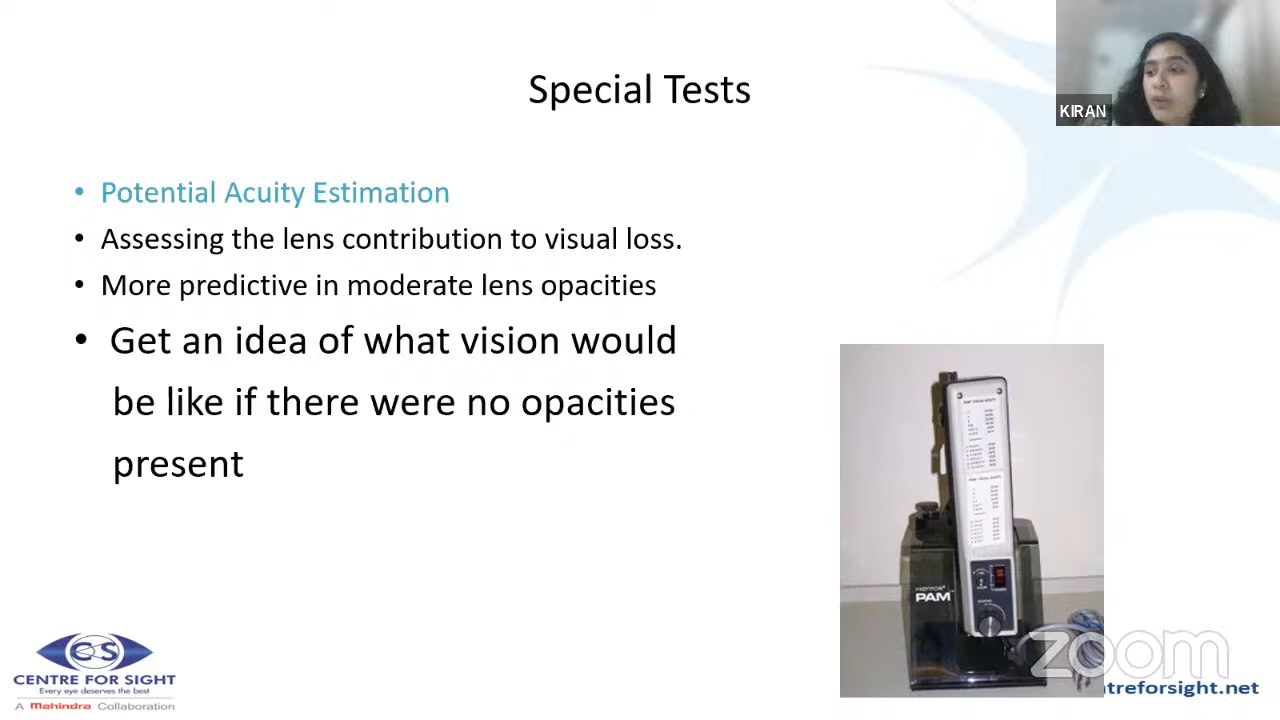 Special Tests
KIRAN
• Potential Acuity Estimation
• Assessing the lens contribution to visual loss.
• More predictive in moderate lens opacities
• Get an idea of what vision would
be like if there were no opacities
present
PAM
CS
CENTRE FOR SIGHT
Every eye deserves the best
A Mahindra Collaboration
zoom
treforsight.net